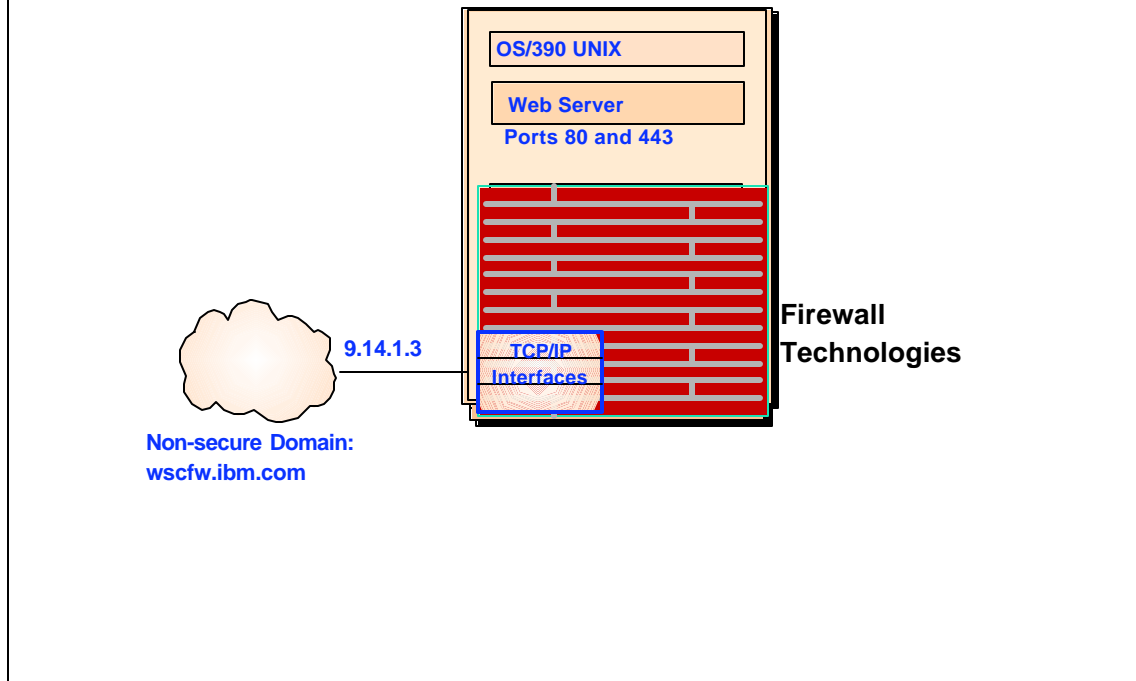 OS/390 UNIX
Web Server
Ports 80 and 443
Firewall
Technologies
9.14.1.3
TCP/IP
Interfaces
Non-secure Domain:
wscfw.ibm.com